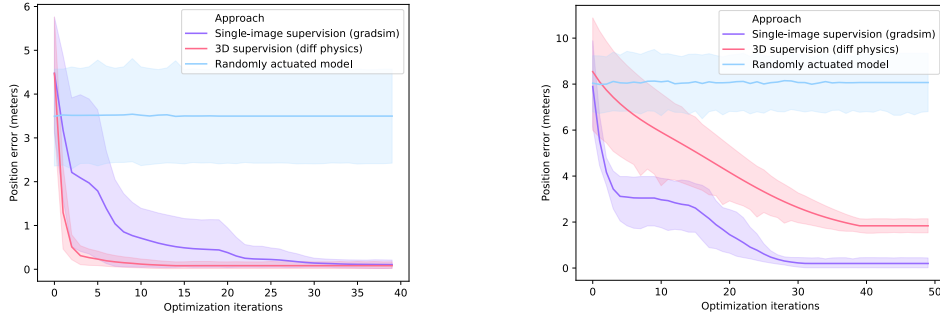 6
5
4
3
2
1
0
Position error (meters)
Approach
Single-image supervision (gradsim)
3D supervision (diff physics)
Randomly actuated model
0 5 10 15 20 25 30 35 40
Optimization iterations
10
8
6
4
2
0
Position error (meters)
Approach
Single-image supervision (gradsim)
3D supervision (diff physics)
Randomly actuated model
0 10 20 30 40 50
Optimization iterations